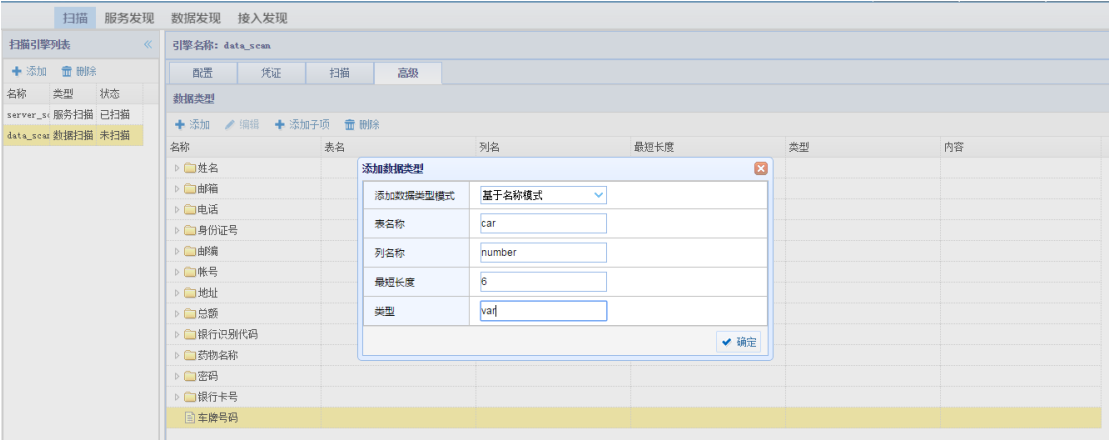 扫描 服务发现 数据发现 接入发现
扫描引擎列表
添加 删除
名称 类型 状态
server_s 服务扫描 已扫描
data_scan 数据扫描 未扫描
引擎名称: data_scan
配置 凭证 扫描 高级
数据类型
添加 编辑 添加子项 删除
名称 表名 列名 最短长度 类型 内容
姓名
邮箱
电话
身份证号
邮编
帐号
地址
总额
银行识别代码
药物名称
密码
银行卡号
车牌号码
添加数据类型
添加数据类型模式 基于名称模式
表名称 car
列名称 number
最短长度 6
类型 var
确定